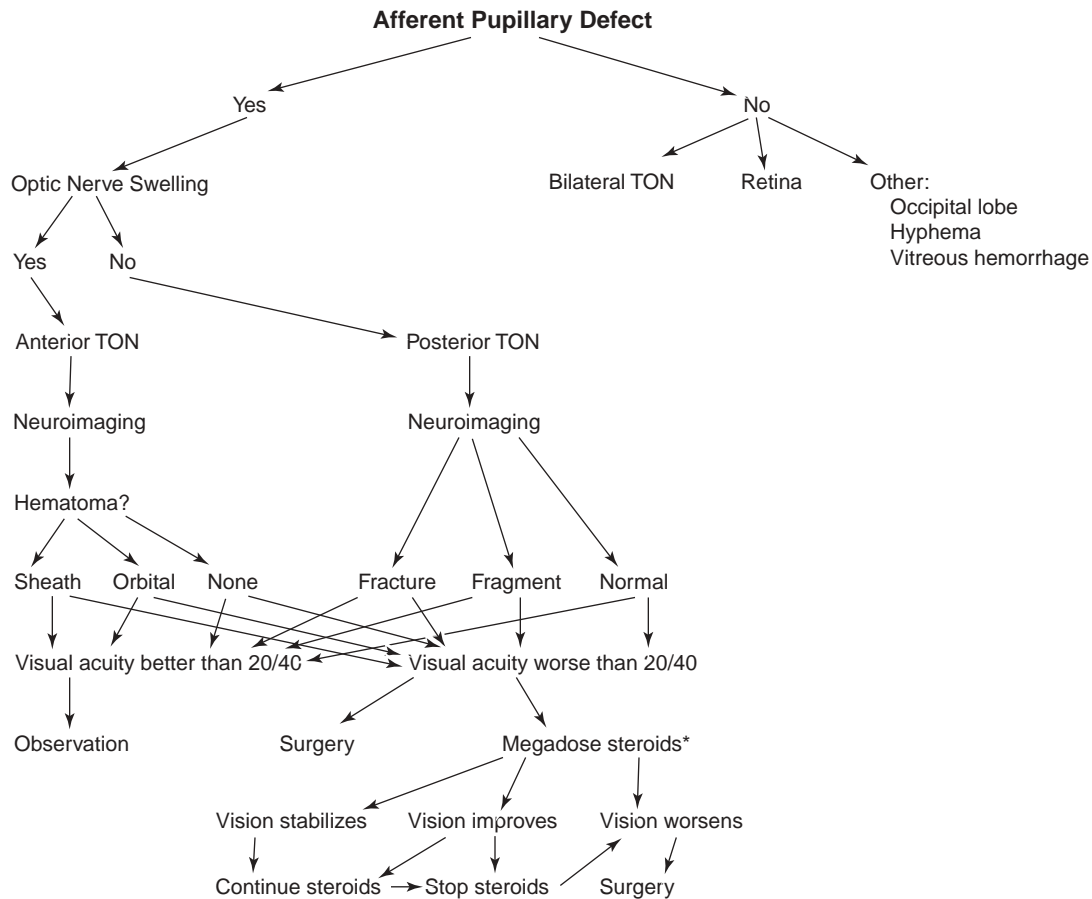 Afferent Pupillary Defect
Yes
No
Optic Nerve Swelling
Bilateral TON
Retina
Other:
Occipital lobe
Hyphema
Vitreous hemorrhage
Yes
No
Anterior TON
Posterior TON
Neuroimaging
Neuroimaging
Hematoma?
Sheath
Orbital
None
Fracture
Fragment
Normal
Visual acuity better than 20/40
Visual acuity worse than 20/40
Observation
Surgery
Megadose steroids*
Vision stabilizes
Vision improves
Vision worsens
Continue steroids
Stop steroids
Surgery